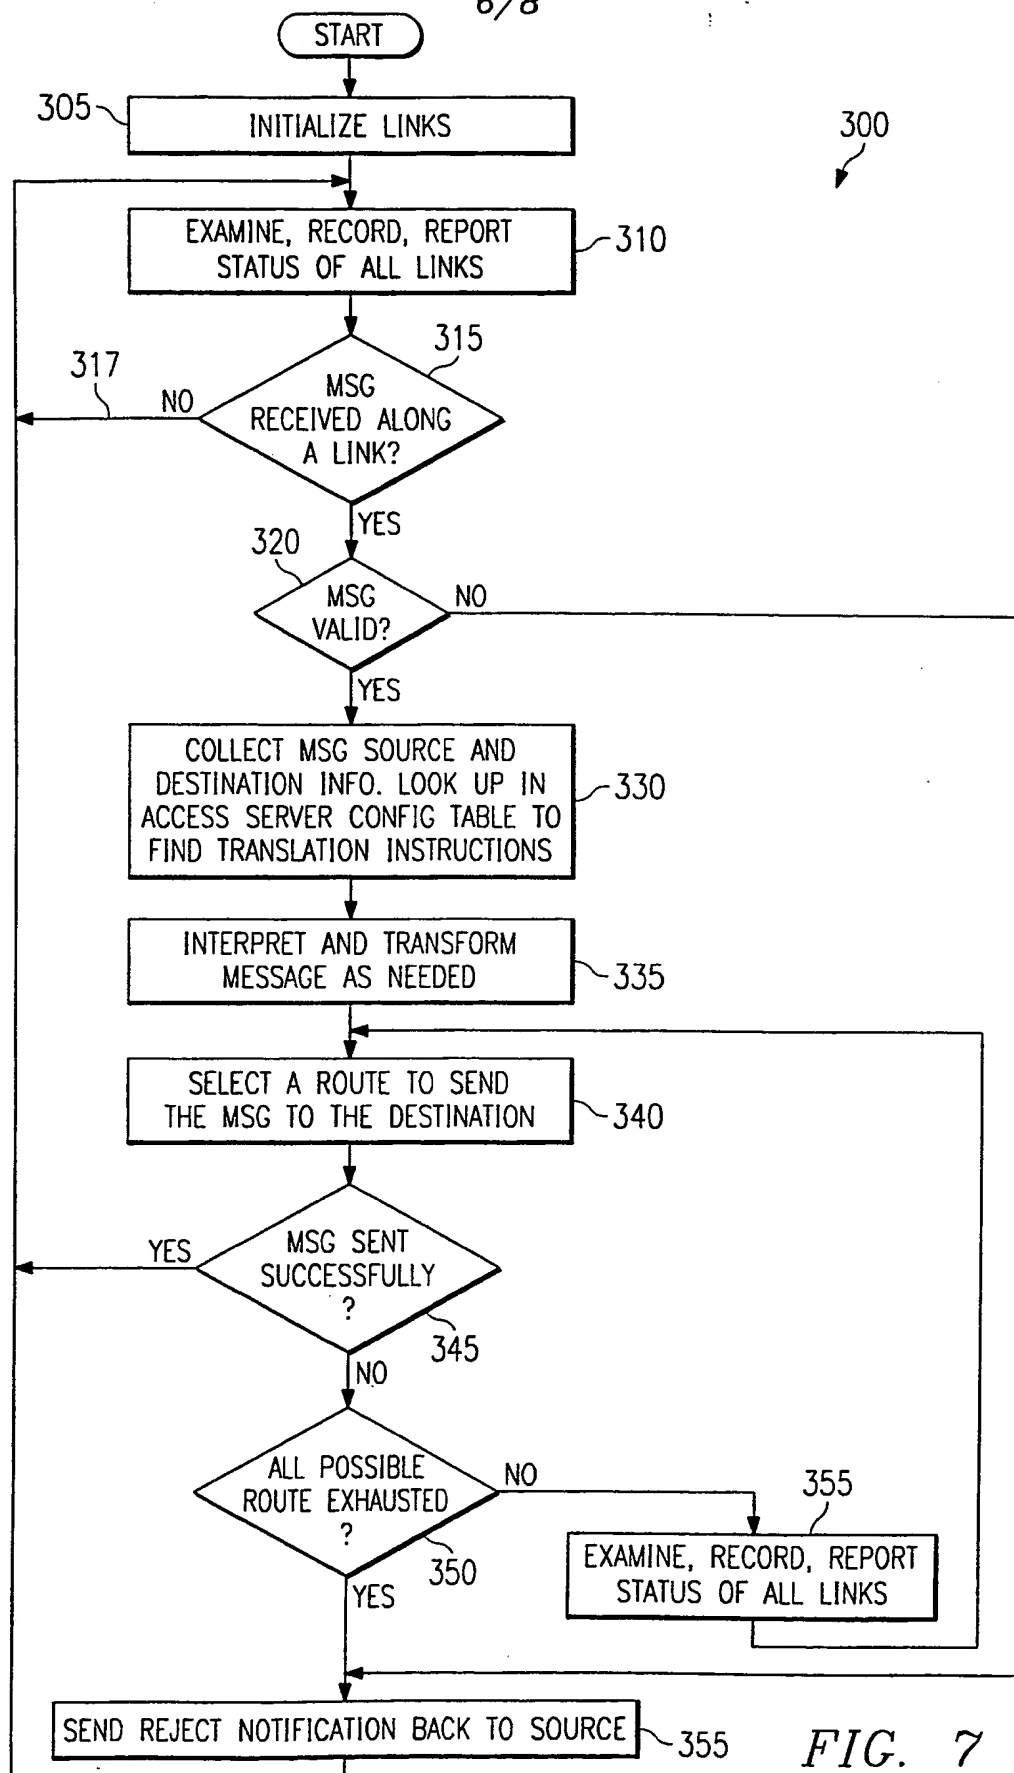 6/8
START
305
INITIALIZE LINKS
300
EXAMINE, RECORD, REPORT
STATUS OF ALL LINKS
310
315
317
NO
MSG
RECEIVED ALONG
A LINK?
YES
320
MSG
VALID?
NO
YES
COLLECT MSG SOURCE AND
DESTINATION INFO. LOOK UP IN
ACCESS SERVER CONFIG TABLE TO
FIND TRANSLATION INSTRUCTIONS
330
INTERPRET AND TRANSFORM
MESSAGE AS NEEDED
335
SELECT A ROUTE TO SEND
THE MSG TO THE DESTINATION
340
YES
MSG SENT
SUCCESSFULLY
?
345
NO
ALL POSSIBLE
ROUTE EXHAUSTED
?
NO
350
355
EXAMINE, RECORD, REPORT
STATUS OF ALL LINKS
YES
SEND REJECT NOTIFICATION BACK TO SOURCE
355
FIG. 7